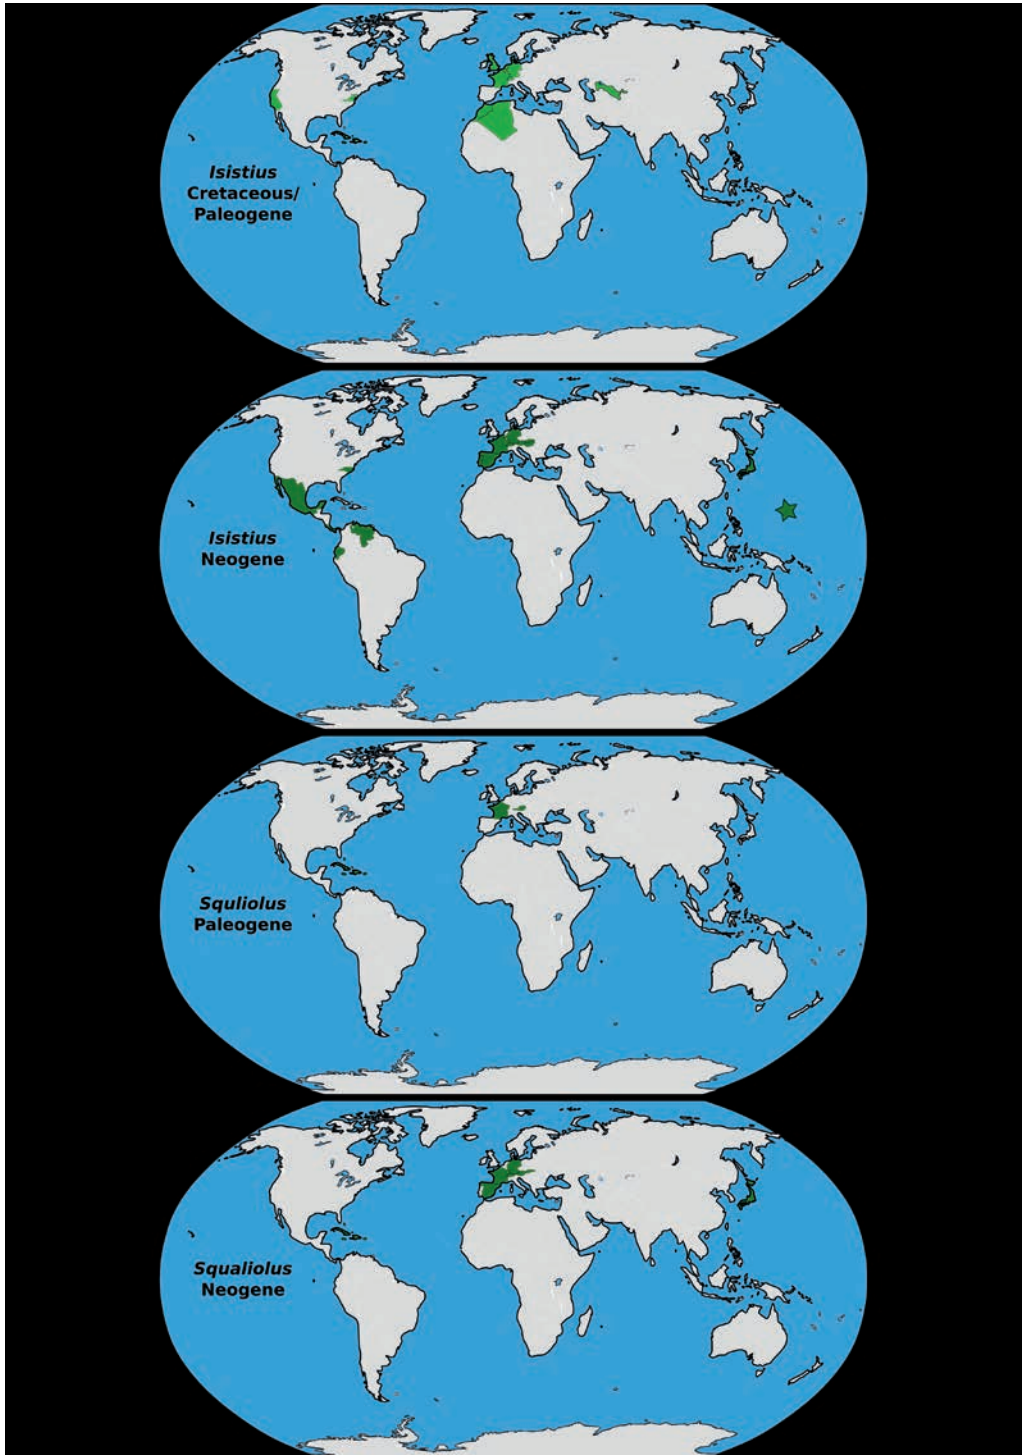 Isistius
Cretaceous/
Paleogene
Isistius
Neogene
Squliolus
Paleogene
Squaliolus
Neogene